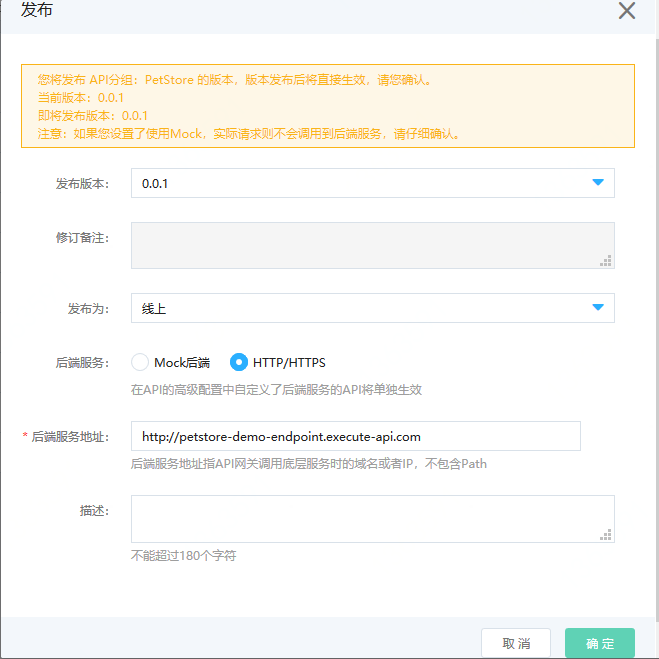 发布
您将发布 API分组：PetStore 的版本，版本发布后将直接生效，请您确认。
当前版本：0.0.1
即将发布版本：0.0.1
注意：如果您设置了使用Mock，实际请求则不会调用到后端服务，请仔细确认。
发布版本： 0.0.1
修订备注：
发布为： 线上
后端服务： Mock后端 HTTP/HTTPS
在API的高级配置中自定义了后端服务的API将单独生效
* 后端服务地址： http://petstore-demo-endpoint.execute-api.com
后端服务地址指API网关调用底层服务时的域名或者IP，不包含Path
描述：
不能超过180个字符
取 消 确 定